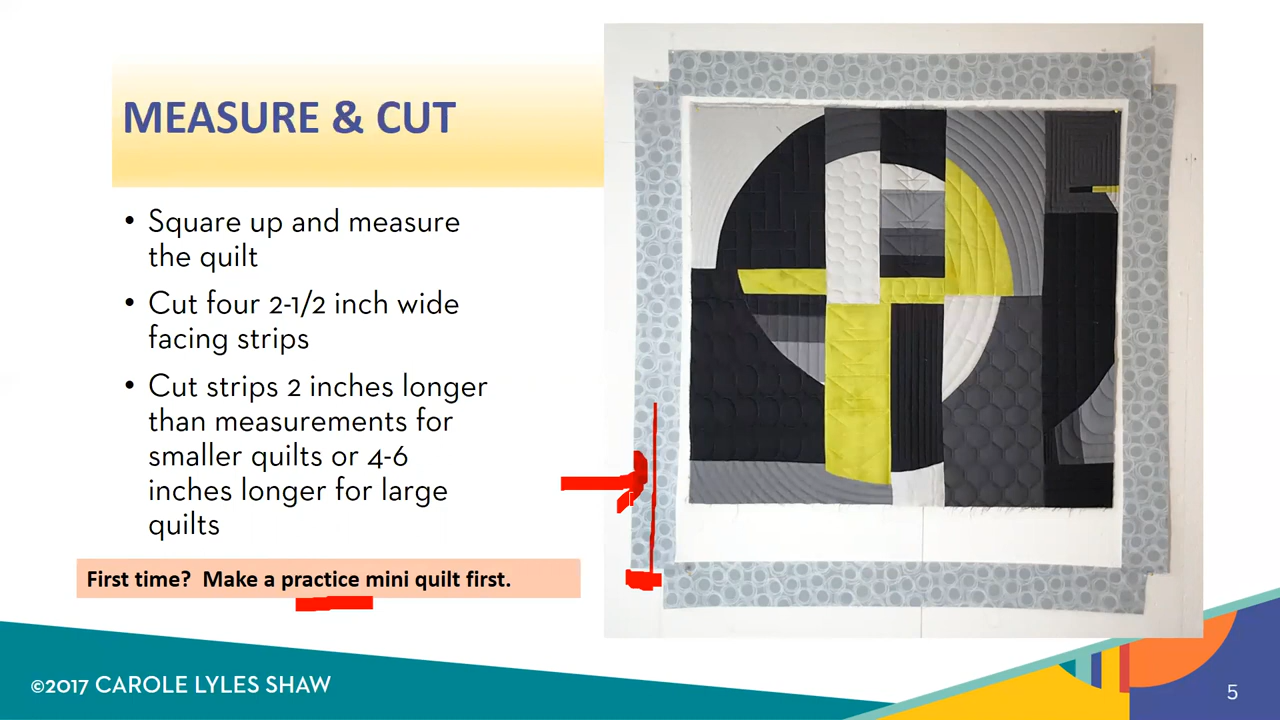 MEASURE & CUT
• Square up and measure
the quilt
• Cut four 2-1/2 inch wide
facing strips
• Cut strips 2 inches longer
than measurements for
smaller quilts or 4-6
inches longer for large
quilts
First time? Make a practice mini quilt first.
©2017 CAROLE LYLES SHAW
5